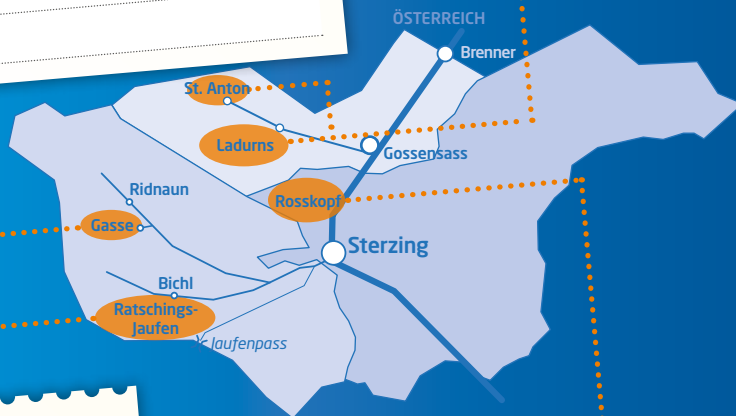 ÖSTERREICH
Brenner
St. Anton
Ladurns
Gossensass
Ridnaun
Rosskopf
Gasse
Sterzing
Bichl
Ratschings-
Jaufen
Jaufenpass